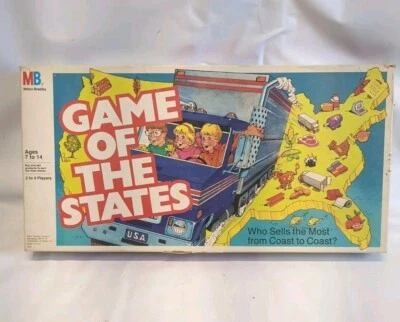 MB
Milton Bradley
GAME
OF
THE
STATES
Ages
7 to 14
2 to 4 Players
USA
Who Sells the Most
from Coast to Coast?